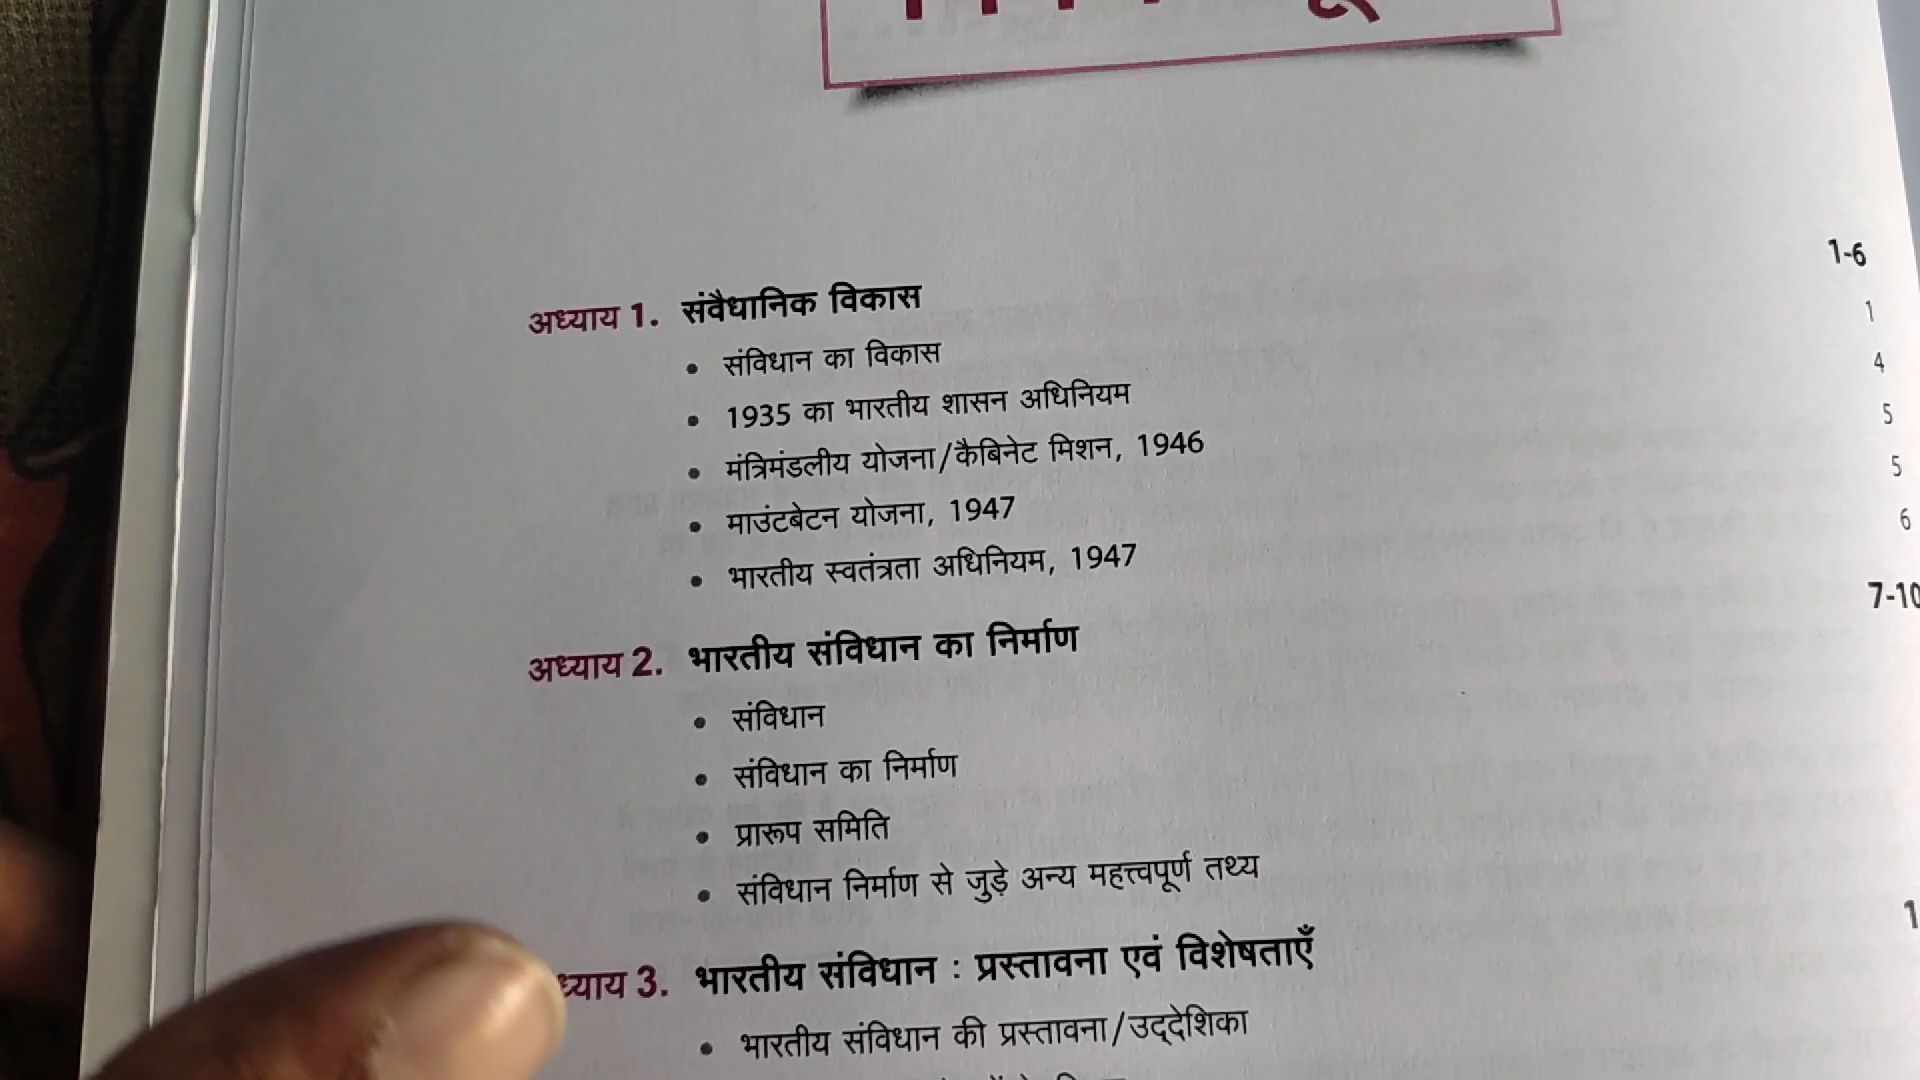 1-6
अध्याय 1. संवैधानिक विकास
• संविधान का विकास 1
• 1935 का भारतीय शासन अधिनियम 4
• मंत्रिमंडलीय योजना/कैबिनेट मिशन, 1946 5
• माउंटबेटन योजना, 1947 5
• भारतीय स्वतंत्रता अधिनियम, 1947 6
अध्याय 2. भारतीय संविधान का निर्माण 7-10
• संविधान
• संविधान का निर्माण
• प्रारूप समिति
• संविधान निर्माण से जुड़े अन्य महत्त्वपूर्ण तथ्य
3. भारतीय संविधान : प्रस्तावना एवं विशेषताएँ
• भारतीय संविधान की प्रस्तावना/उद्देशिका